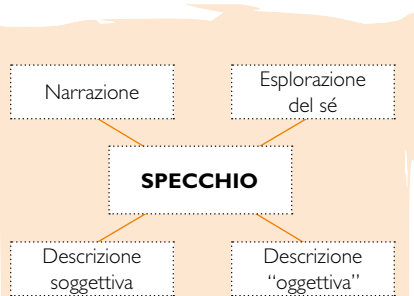 Narrazione
Esplorazione
del sé
SPECCHIO
Descrizione
soggettiva
Descrizione
“oggettiva”